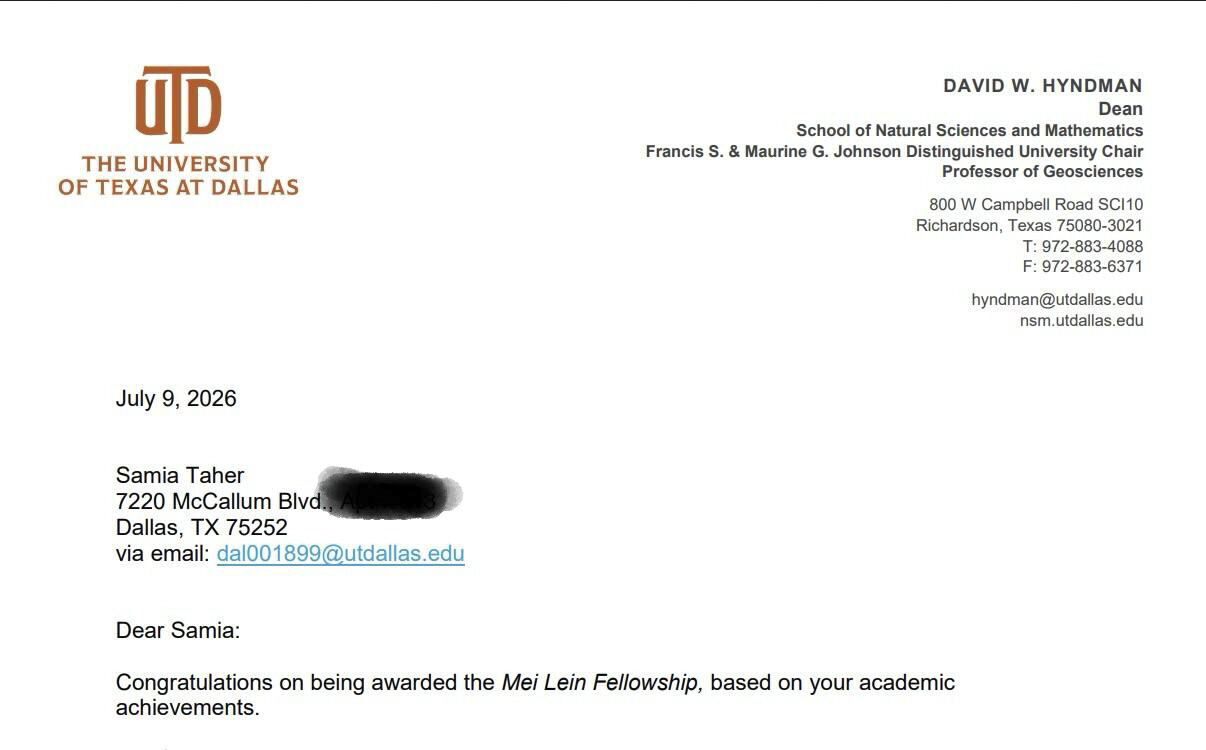 UTD
THE UNIVERSITY
OF TEXAS AT DALLAS
DAVID W. HYNDMAN
Dean
School of Natural Sciences and Mathematics
Francis S. & Maurine G. Johnson Distinguished University Chair
Professor of Geosciences
800 W Campbell Road SCI10
Richardson, Texas 75080-3021
T: 972-883-4088
F: 972-883-6371
hyndman@utdallas.edu
nsm.utdallas.edu
July 9, 2026
Samia Taher
7220 McCallum Blvd.,
Dallas, TX 75252
via email: dal001899@utdallas.edu
Dear Samia:
Congratulations on being awarded the Mei Lein Fellowship, based on your academic
achievements.